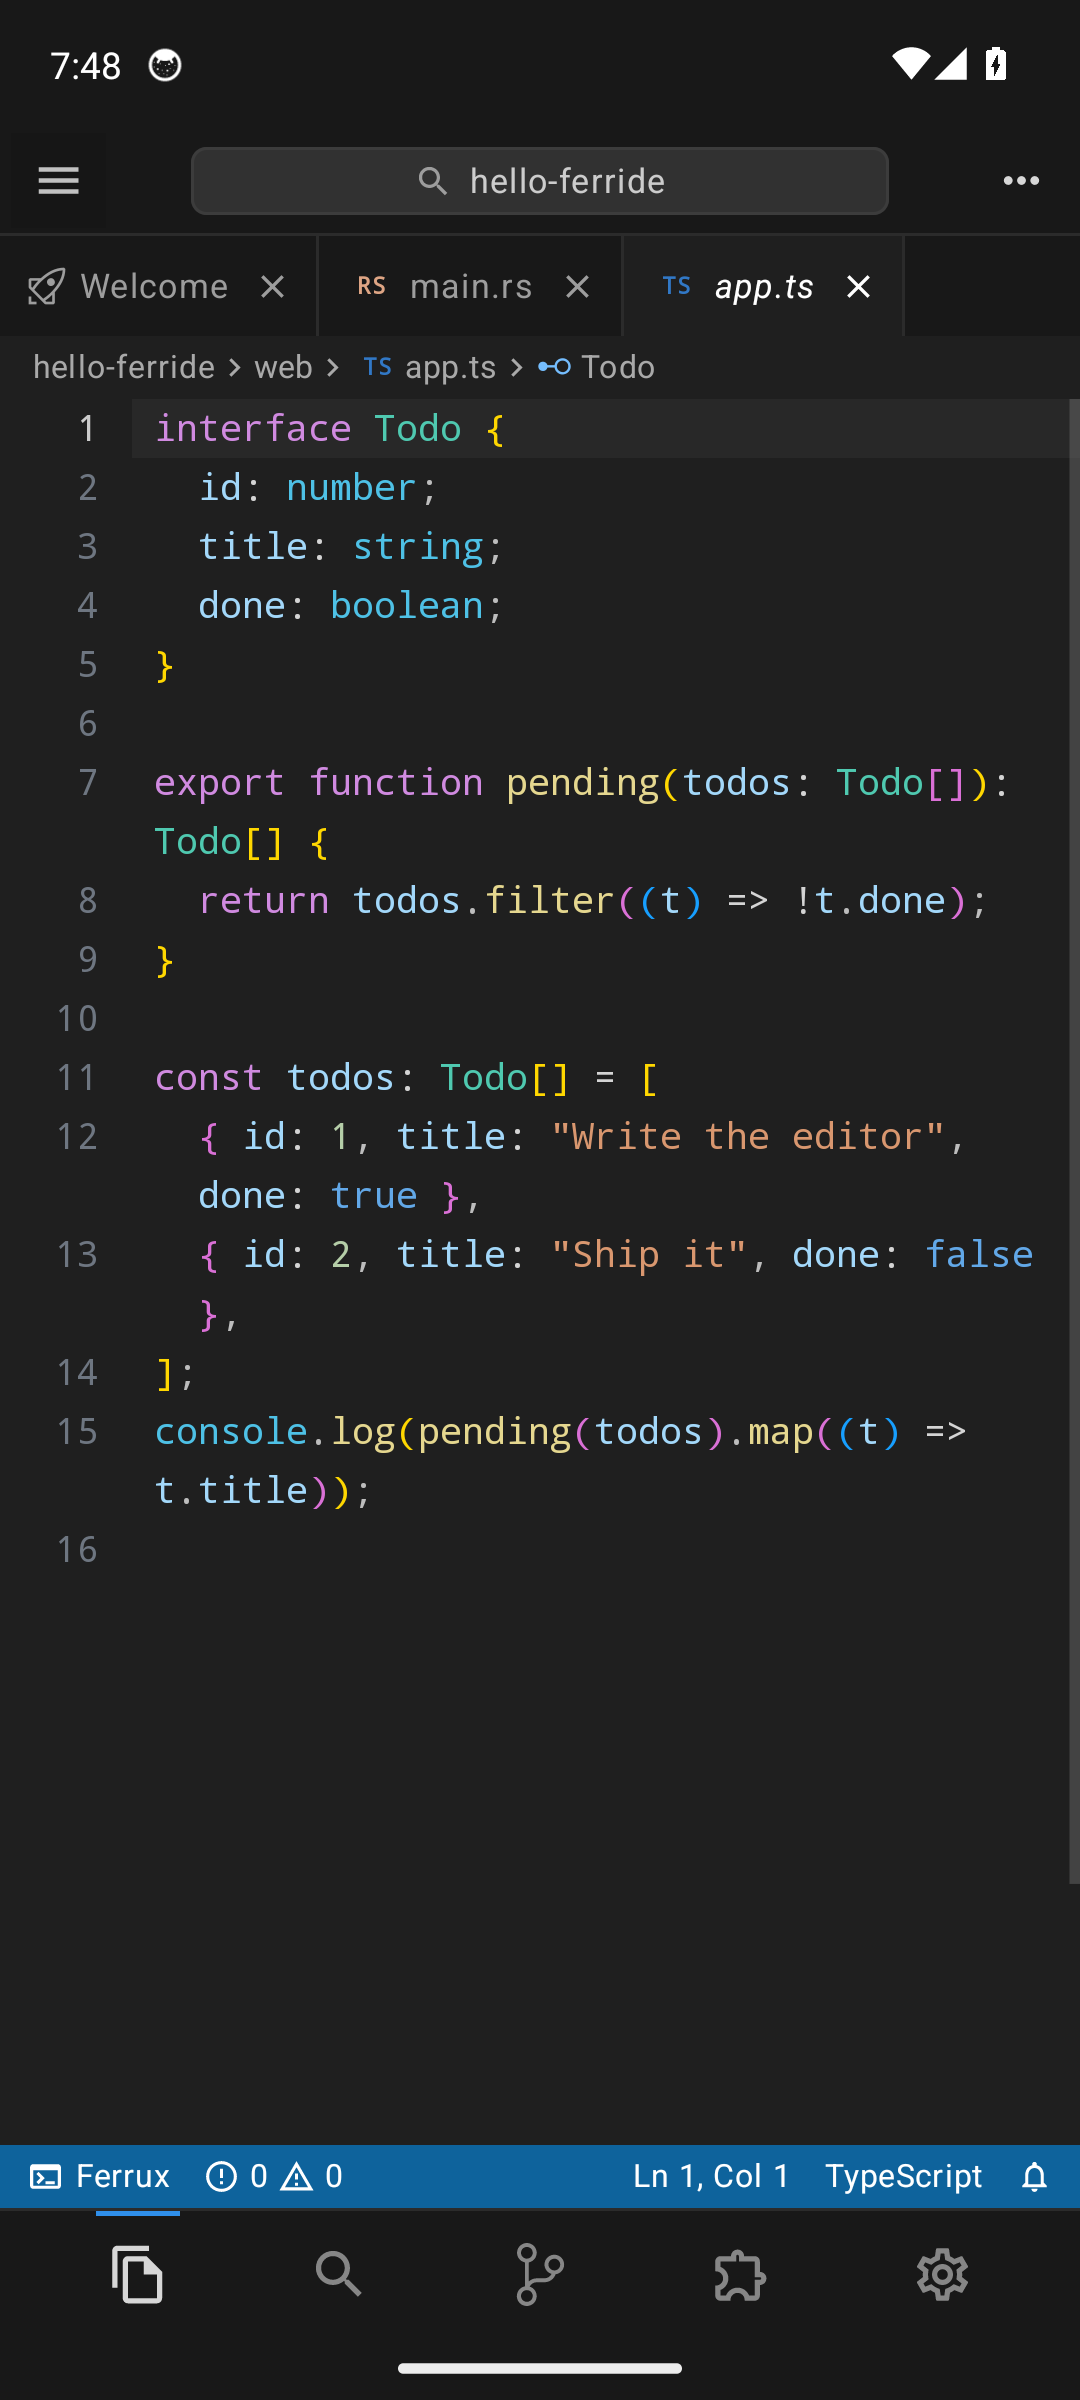 7:48
hello-ferride
Welcome RS main.rs TS app.ts
hello-ferride > web > TS app.ts > Todo
1 interface Todo {
2   id: number;
3   title: string;
4   done: boolean;
5 }
6
7 export function pending(todos: Todo[]):
Todo[] {
8   return todos.filter((t) => !t.done);
9 }
10
11 const todos: Todo[] = [
12   { id: 1, title: "Write the editor",
  done: true },
13   { id: 2, title: "Ship it", done: false
  },
14 ];
15 console.log(pending(todos).map((t) =>
t.title));
16
Ferrux 0 0 Ln 1, Col 1 TypeScript